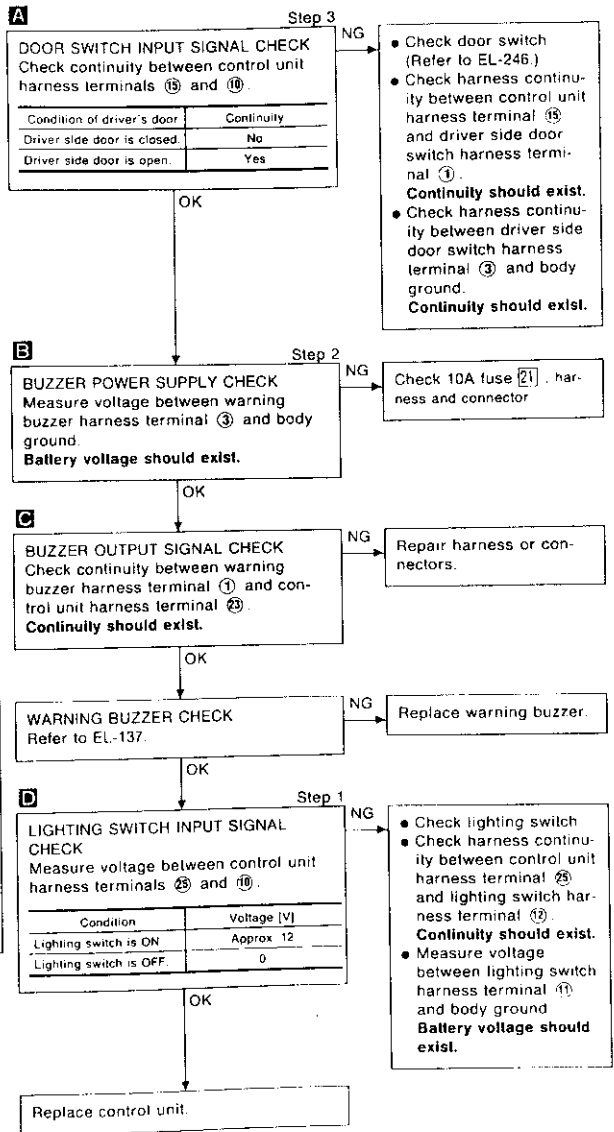 A
Step 3
DOOR SWITCH INPUT SIGNAL CHECK
Check continuity between control unit
harness terminals ⑮ and ⑩.
Condition of driver's door Continuity
Driver side door is closed. No
Driver side door is open. Yes
NG
● Check door switch
(Refer to EL-246.)
● Check harness continu-
ity between control unit
harness terminal ⑮
and driver side door
switch harness termi-
nal ①.
Continuity should exist.
● Check harness continu-
ity between driver side
door switch harness
terminal ③ and body
ground.
Continuity should exist.
OK
B
Step 2
BUZZER POWER SUPPLY CHECK
Measure voltage between warning
buzzer harness terminal ③ and body
ground.
Battery voltage should exist.
NG
Check 10A fuse 21 , har-
ness and connector
OK
C
BUZZER OUTPUT SIGNAL CHECK
Check continuity between warning
buzzer harness terminal ① and con-
trol unit harness terminal ㉓.
Continuity should exist.
NG
Repair harness or con-
nectors.
OK
WARNING BUZZER CHECK
Refer to EL-137.
NG
Replace warning buzzer.
OK
D
Step 1
LIGHTING SWITCH INPUT SIGNAL
CHECK
Measure voltage between control unit
harness terminals ㉕ and ⑩.
Condition Voltage [V]
Lighting switch is ON Approx 12
Lighting switch is OFF. 0
NG
● Check lighting switch
● Check harness continu-
ity between control unit
harness terminal ㉕
and lighting switch har-
ness terminal ⑫.
Continuity should exist.
● Measure voltage
between lighting switch
harness terminal ⑪
and body ground
Battery voltage should
exist.
OK
Replace control unit.